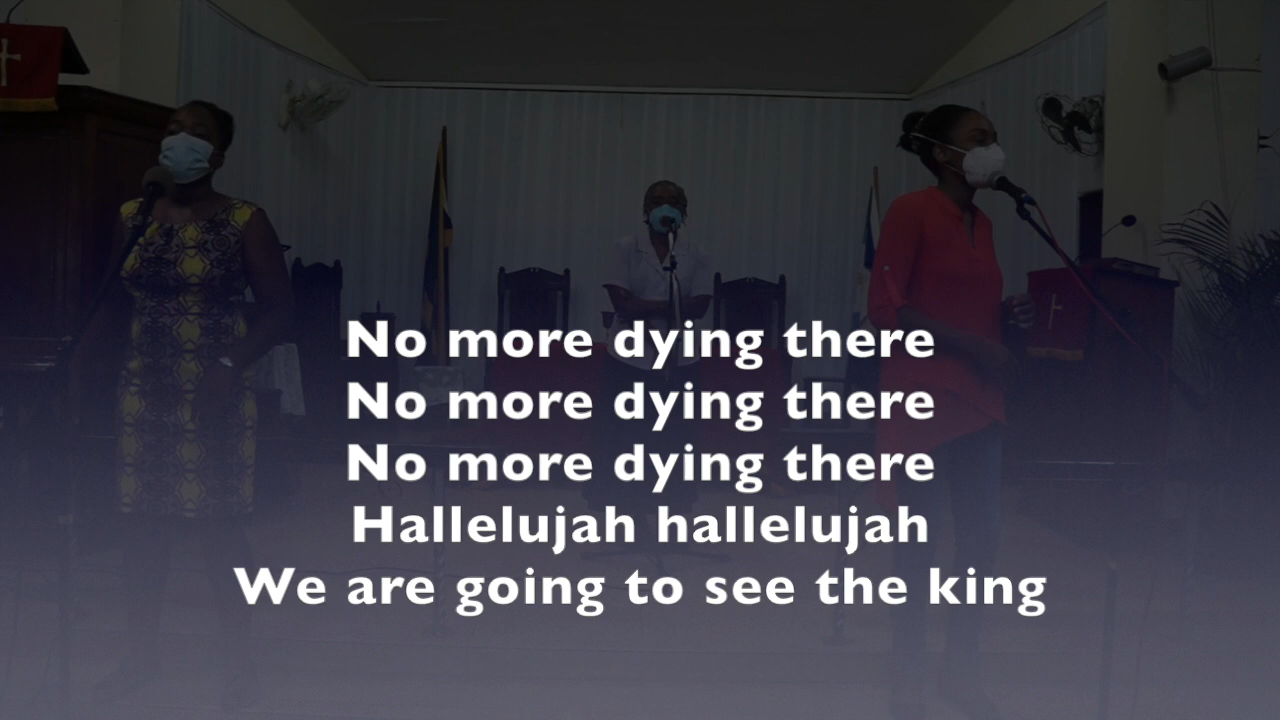 No more dying there
No more dying there
No more dying there
Hallelujah hallelujah
We are going to see the king